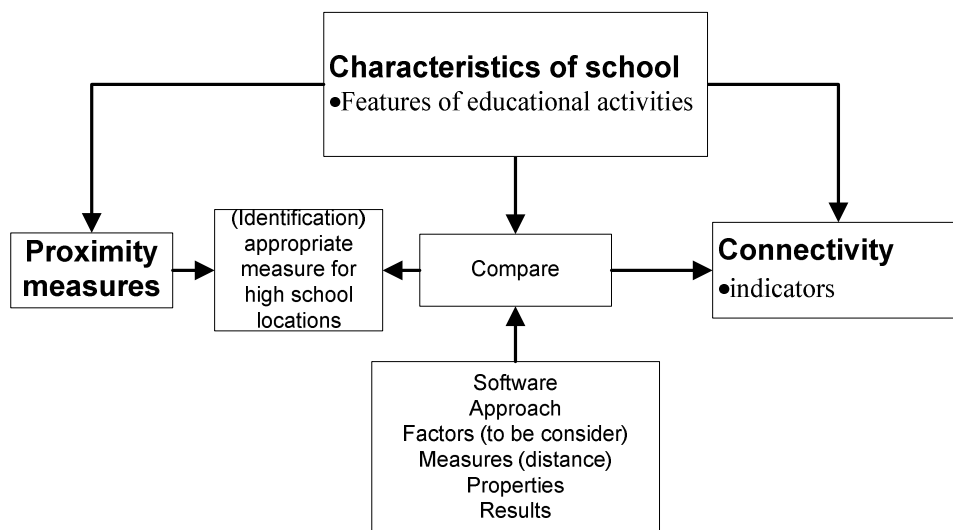 Characteristics of school
•Features of educational activities
Proximity
measures
(Identification)
appropriate
measure for
high school
locations
Compare
Connectivity
•indicators
Software
Approach
Factors (to be consider)
Measures (distance)
Properties
Results